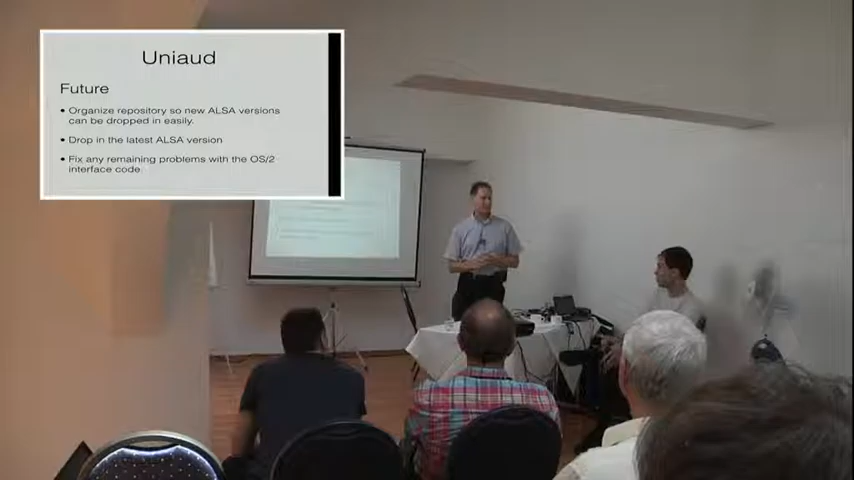 Uniaud
Future
• Organize repository so new ALSA versions
can be dropped in easily.
• Drop in the latest ALSA version
• Fix any remaining problems with the OS/2
interface code